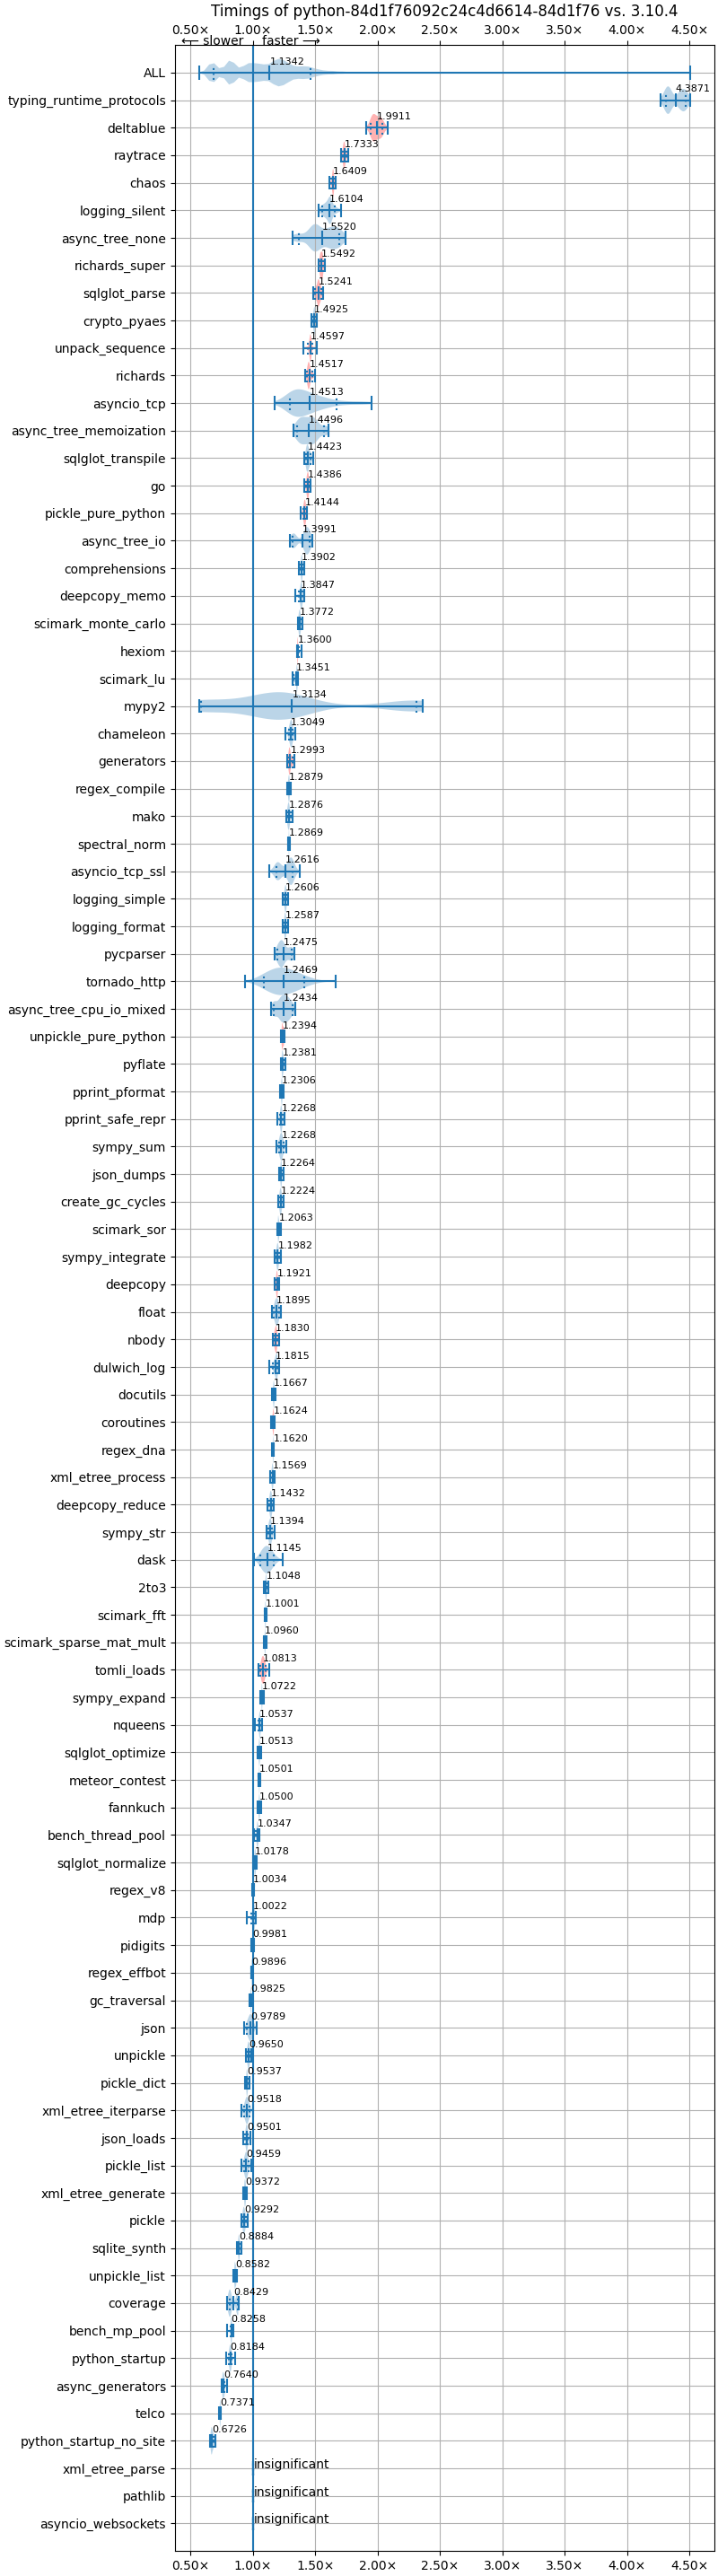 Timings of python-84d1f76092c24c4d6614-84d1f76 vs. 3.10.4
0.50× 1.00× 1.50× 2.00× 2.50× 3.00× 3.50× 4.00× 4.50×
⟵ slower faster ⟶
ALL 1.1342
typing_runtime_protocols 4.3871
deltablue 1.9911
raytrace 1.7333
chaos 1.6409
logging_silent 1.6104
async_tree_none 1.5520
richards_super 1.5492
sqlglot_parse 1.5241
crypto_pyaes 1.4925
unpack_sequence 1.4597
richards 1.4517
asyncio_tcp 1.4513
async_tree_memoization 1.4496
sqlglot_transpile 1.4423
go 1.4386
pickle_pure_python 1.4144
async_tree_io 1.3991
comprehensions 1.3902
deepcopy_memo 1.3847
scimark_monte_carlo 1.3772
hexiom 1.3600
scimark_lu 1.3451
mypy2 1.3134
chameleon 1.3049
generators 1.2993
regex_compile 1.2879
mako 1.2876
spectral_norm 1.2869
asyncio_tcp_ssl 1.2616
logging_simple 1.2606
logging_format 1.2587
pycparser 1.2475
tornado_http 1.2469
async_tree_cpu_io_mixed 1.2434
unpickle_pure_python 1.2394
pyflate 1.2381
pprint_pformat 1.2306
pprint_safe_repr 1.2268
sympy_sum 1.2268
json_dumps 1.2264
create_gc_cycles 1.2224
scimark_sor 1.2063
sympy_integrate 1.1982
deepcopy 1.1921
float 1.1895
nbody 1.1830
dulwich_log 1.1815
docutils 1.1667
coroutines 1.1624
regex_dna 1.1620
xml_etree_process 1.1569
deepcopy_reduce 1.1432
sympy_str 1.1394
dask 1.1145
2to3 1.1048
scimark_fft 1.1001
scimark_sparse_mat_mult 1.0960
tomli_loads 1.0813
sympy_expand 1.0722
nqueens 1.0537
sqlglot_optimize 1.0513
meteor_contest 1.0501
fannkuch 1.0500
bench_thread_pool 1.0347
sqlglot_normalize 1.0178
regex_v8 1.0034
mdp 1.0022
pidigits 0.9981
regex_effbot 0.9896
gc_traversal 0.9825
json 0.9789
unpickle 0.9650
pickle_dict 0.9537
xml_etree_iterparse 0.9518
json_loads 0.9501
pickle_list 0.9459
xml_etree_generate 0.9372
pickle 0.9292
sqlite_synth 0.8884
unpickle_list 0.8582
coverage 0.8429
bench_mp_pool 0.8258
python_startup 0.8184
async_generators 0.7640
telco 0.7371
python_startup_no_site 0.6726
xml_etree_parse insignificant
pathlib insignificant
asyncio_websockets insignificant
0.50× 1.00× 1.50× 2.00× 2.50× 3.00× 3.50× 4.00× 4.50×